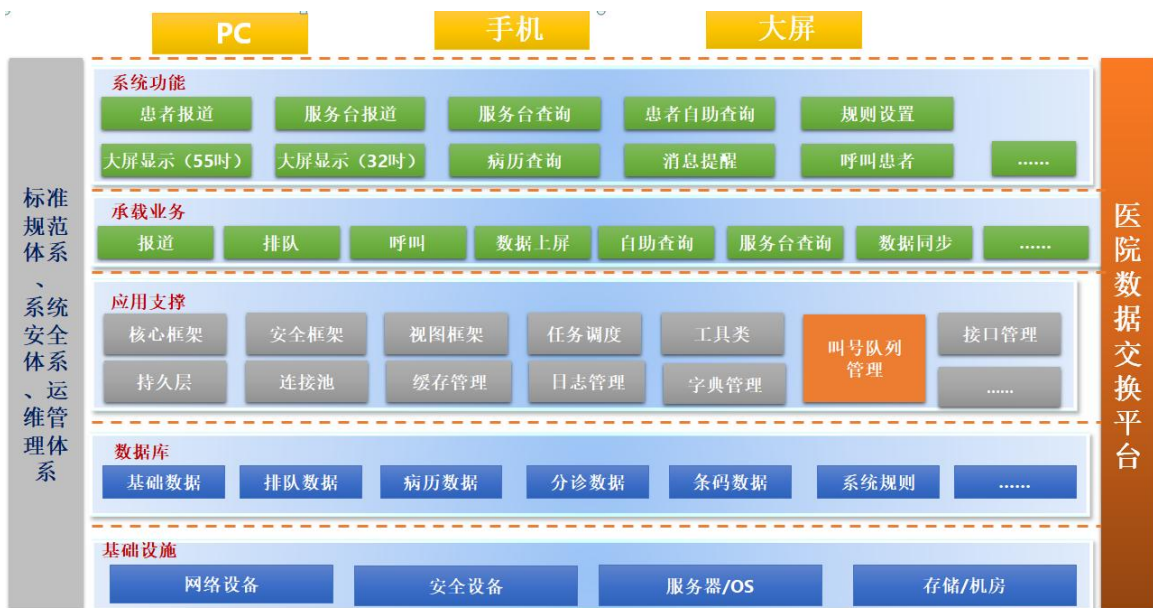 PC
手机
大屏
系统功能
患者报道
服务台报道
服务台查询
患者自助查询
规则设置
大屏显示（55吋）
大屏显示（32吋）
病历查询
消息提醒
呼叫患者
......
承载业务
报道
排队
呼叫
数据上屏
自助查询
服务台查询
数据同步
......
应用支撑
核心框架
安全框架
视图框架
任务调度
工具类
叫号队列
管理
接口管理
持久层
连接池
缓存管理
日志管理
字典管理
......
数据库
基础数据
排队数据
病历数据
分诊数据
条码数据
系统规则
......
基础设施
网络设备
安全设备
服务器/OS
存储/机房
标准
规范
体系
、
系统
安全
体系
、运
维管
理体
系
医院数据交换平台